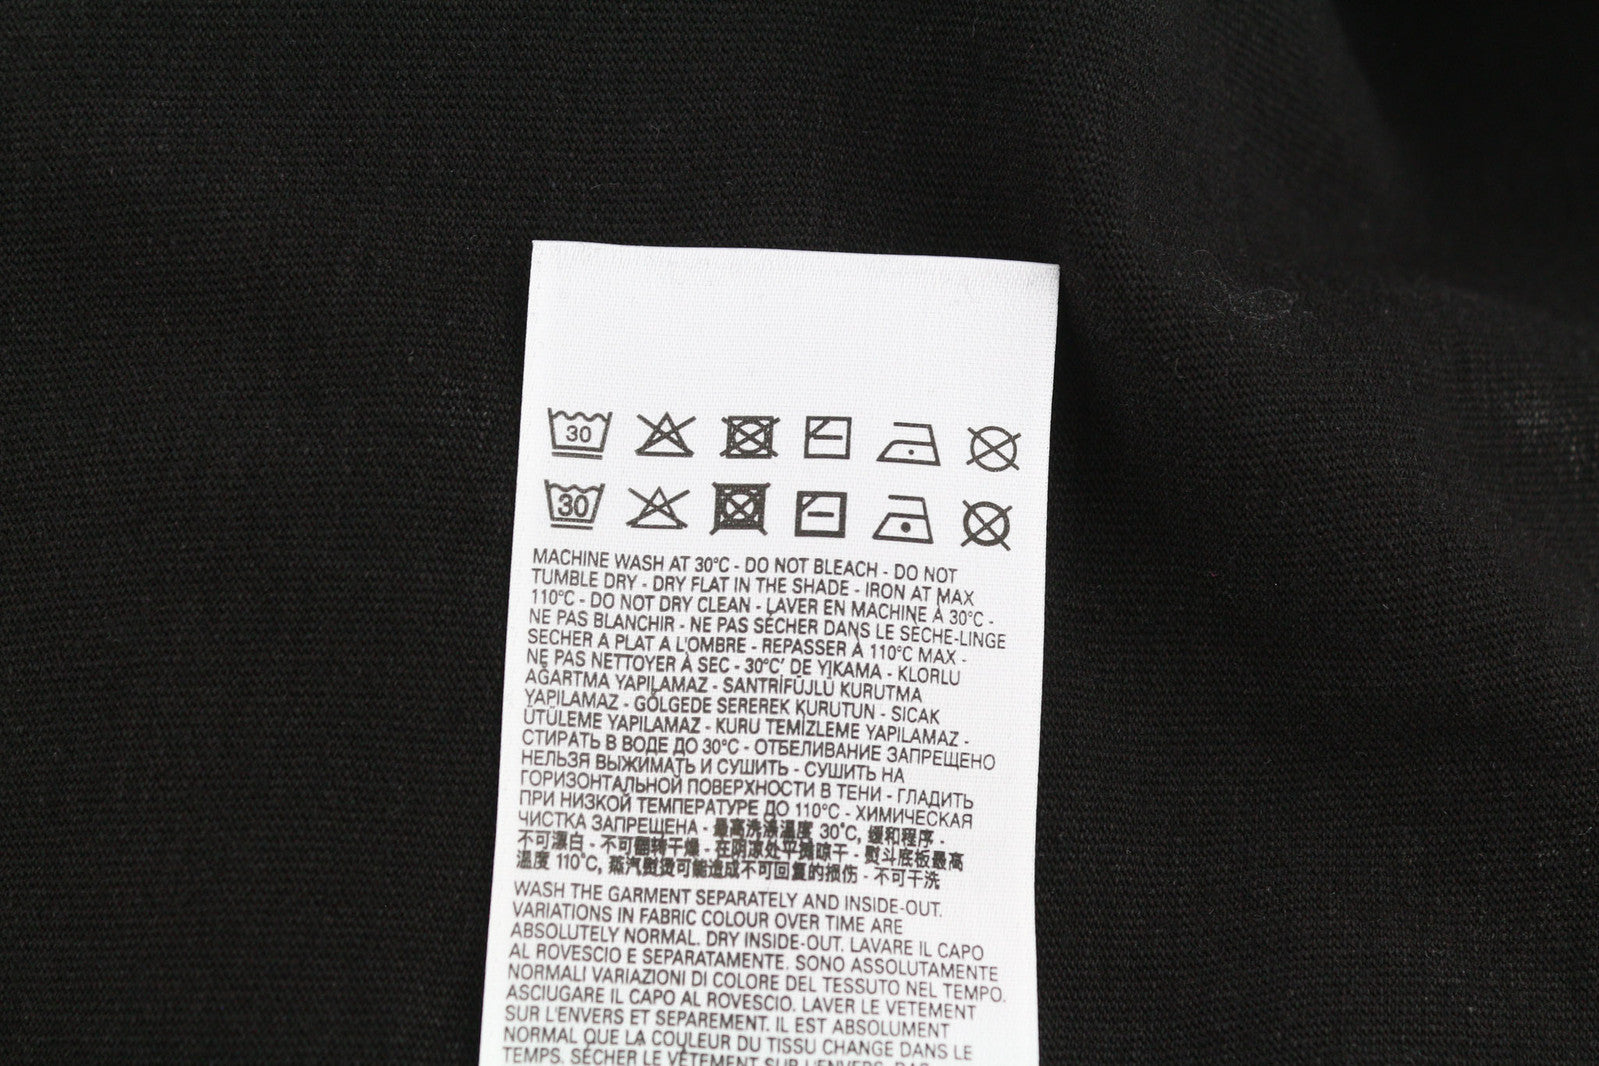 30
30
MACHINE WASH AT 30°C - DO NOT BLEACH - DO NOT
TUMBLE DRY - DRY FLAT IN THE SHADE - IRON AT MAX
110°C - DO NOT DRY CLEAN - LAVER EN MACHINE À 30°C -
NE PAS BLANCHIR - NE PAS SÉCHER DANS LE SÈCHE-LINGE
SECHER A PLAT A L'OMBRE - REPASSER À 110°C MAX -
NE PAS NETTOYER À SEC - 30°C' DE YIKAMA - KLORLU
AĞARTMA YAPILAMAZ - SANTRİFÜJLÜ KURUTMA
YAPILAMAZ - GÖLGEDE SEREREK KURUTUN - SICAK
ÜTÜLEME YAPILAMAZ - KURU TEMİZLEME YAPILAMAZ -
СТИРАТЬ В ВОДЕ ДО 30°C - ОТБЕЛИВАНИЕ ЗАПРЕЩЕНО
НЕЛЬЗЯ ВЫЖИМАТЬ И СУШИТЬ - СУШИТЬ НА
ГОРИЗОНТАЛЬНОЙ ПОВЕРХНОСТИ В ТЕНИ - ГЛАДИТЬ
ПРИ НИЗКОЙ ТЕМПЕРАТУРЕ ДО 110°C - ХИМИЧЕСКАЯ
ЧИСТКА ЗАПРЕЩЕНА - 最高洗涤温度 30°C, 缓和程序 -
不可漂白 - 不可翻转干燥 - 在阴凉处平摊晾干 - 熨斗底板最高
温度 110°C, 蒸汽熨烫可能造成不可回复的损伤 - 不可干洗
WASH THE GARMENT SEPARATELY AND INSIDE-OUT.
VARIATIONS IN FABRIC COLOUR OVER TIME ARE
ABSOLUTELY NORMAL. DRY INSIDE-OUT. LAVARE IL CAPO
AL ROVESCIO E SEPARATAMENTE. SONO ASSOLUTAMENTE
NORMALI VARIAZIONI DI COLORE DEL TESSUTO NEL TEMPO.
ASCIUGARE IL CAPO AL ROVESCIO. LAVER LE VETEMENT
SUR L'ENVERS ET SEPAREMENT. IL EST ABSOLUMENT
NORMAL QUE LA COULEUR DU TISSU CHANGE DANS LE
TEMPS. SÉCHER LE VÊTEMENT SUR L'ENVERS.